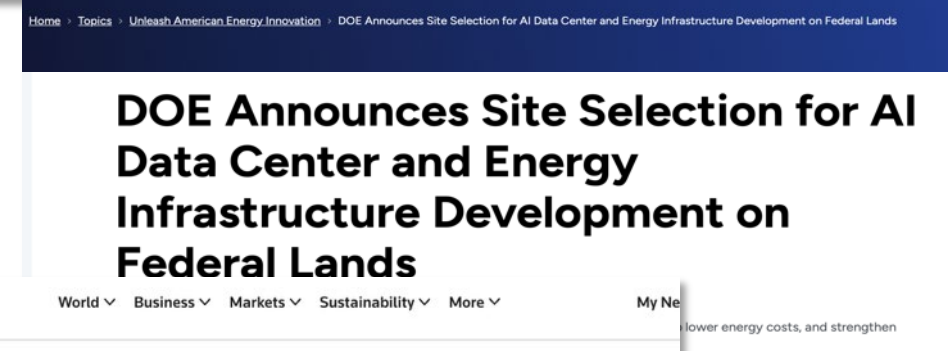 Home > Topics > Unleash American Energy Innovation > DOE Announces Site Selection for AI Data Center and Energy Infrastructure Development on Federal Lands
DOE Announces Site Selection for AI
Data Center and Energy
Infrastructure Development on
Federal Lands
World Business Markets Sustainability More My Ne
lower energy costs, and strengthen